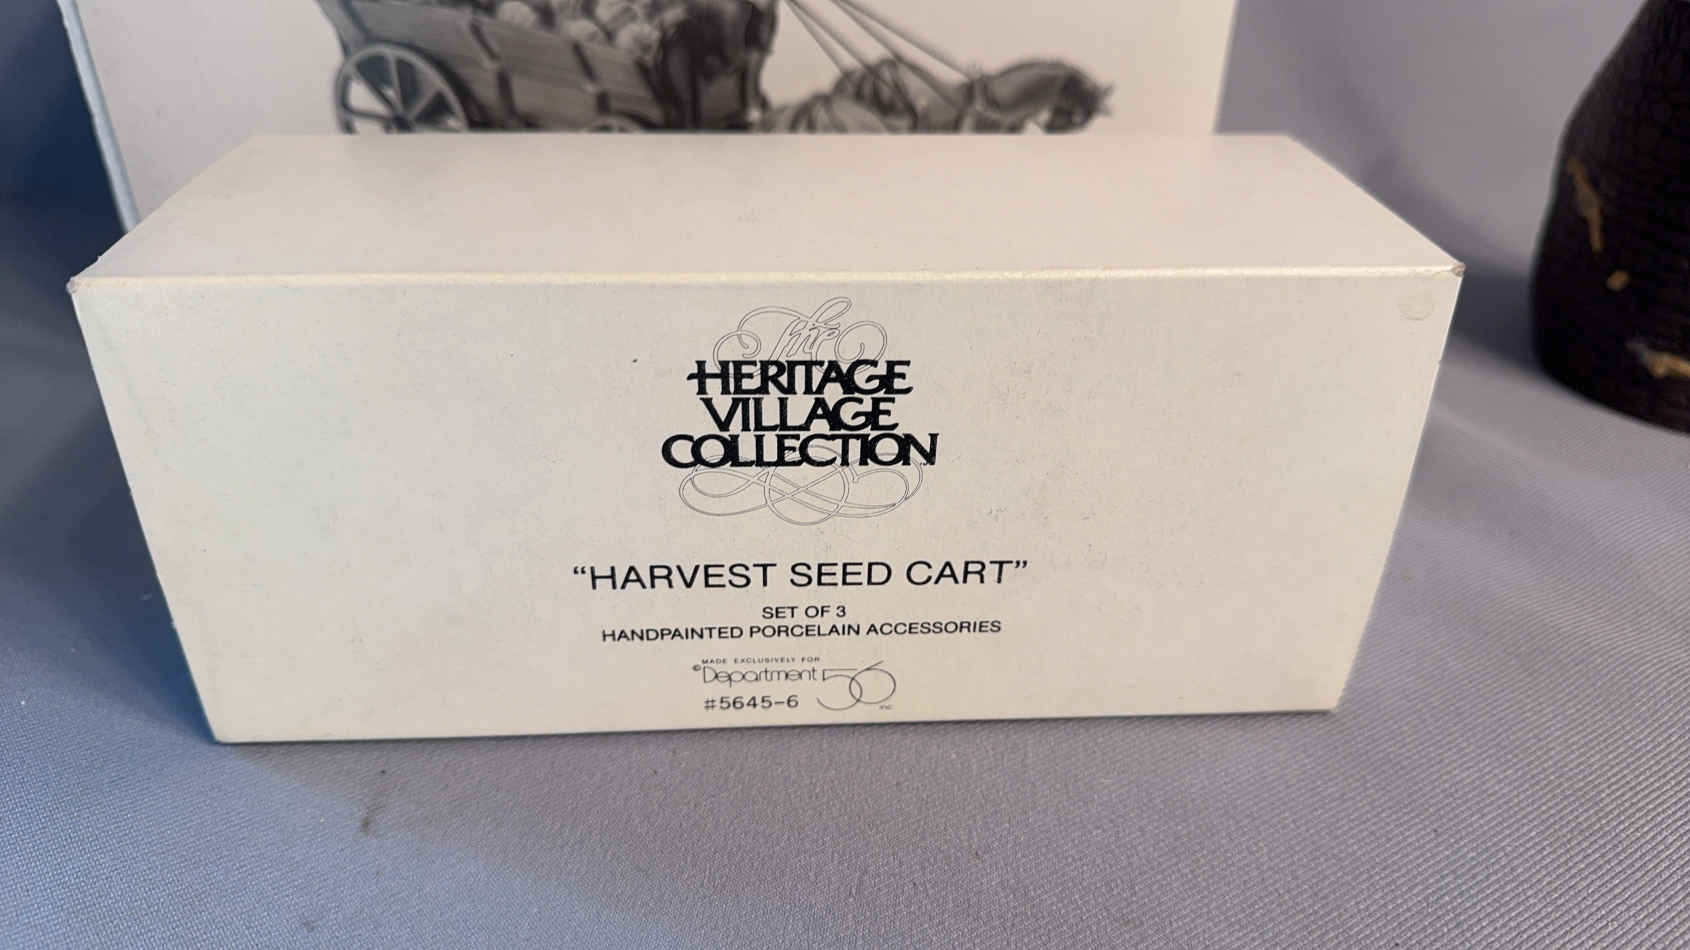 The
HERITAGE
VILLAGE
COLLECTION
“HARVEST SEED CART”
SET OF 3
HANDPAINTED PORCELAIN ACCESSORIES
MADE EXCLUSIVELY FOR
©Department 56 inc
#5645-6